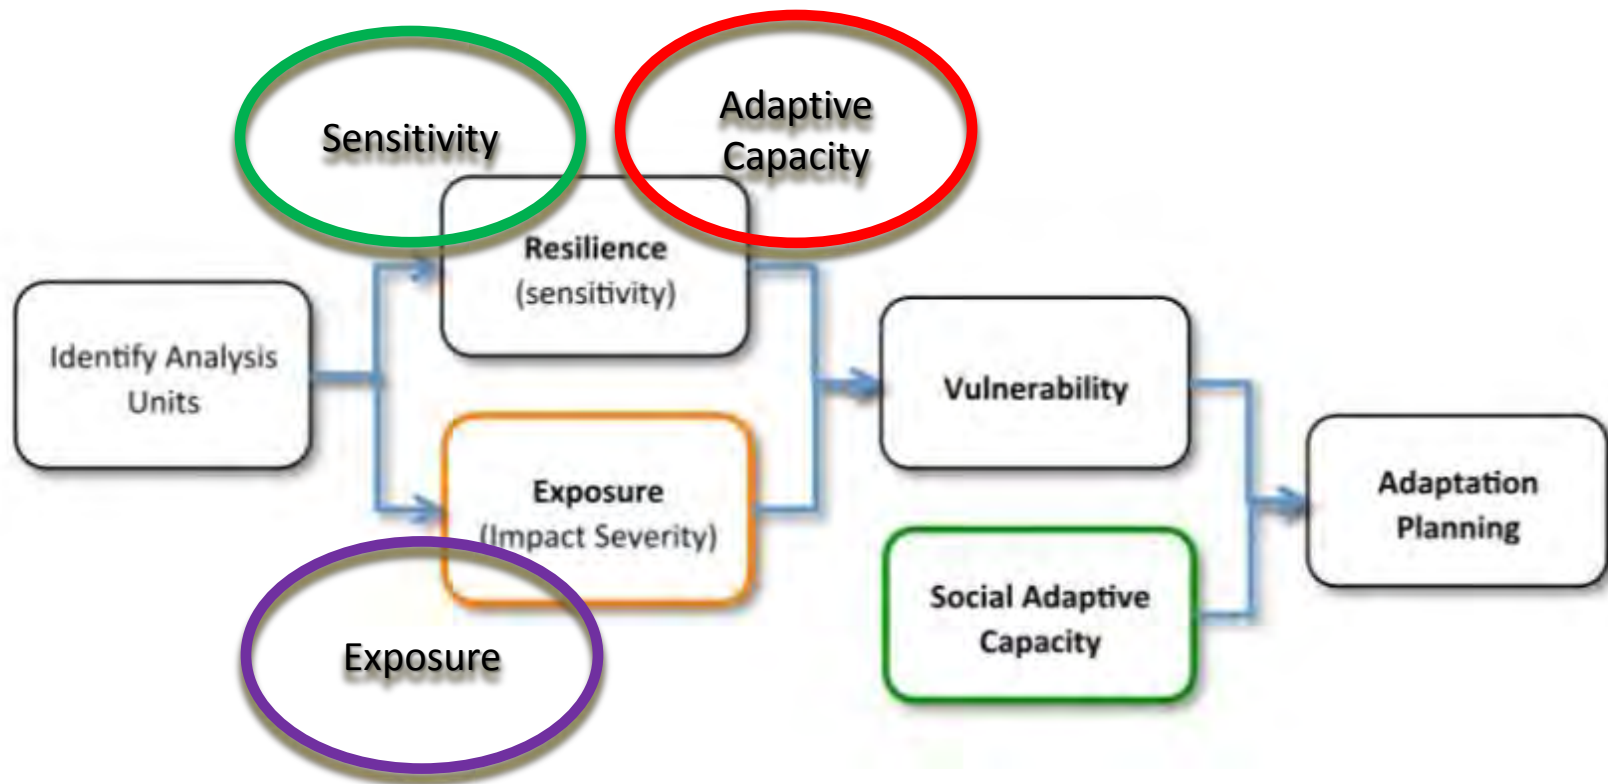 Sensitivity
Adaptive
Capacity
Resilience
(sensitivity)
Identify Analysis
Units
Exposure
(Impact Severity)
Exposure
Vulnerability
Social Adaptive
Capacity
Adaptation
Planning